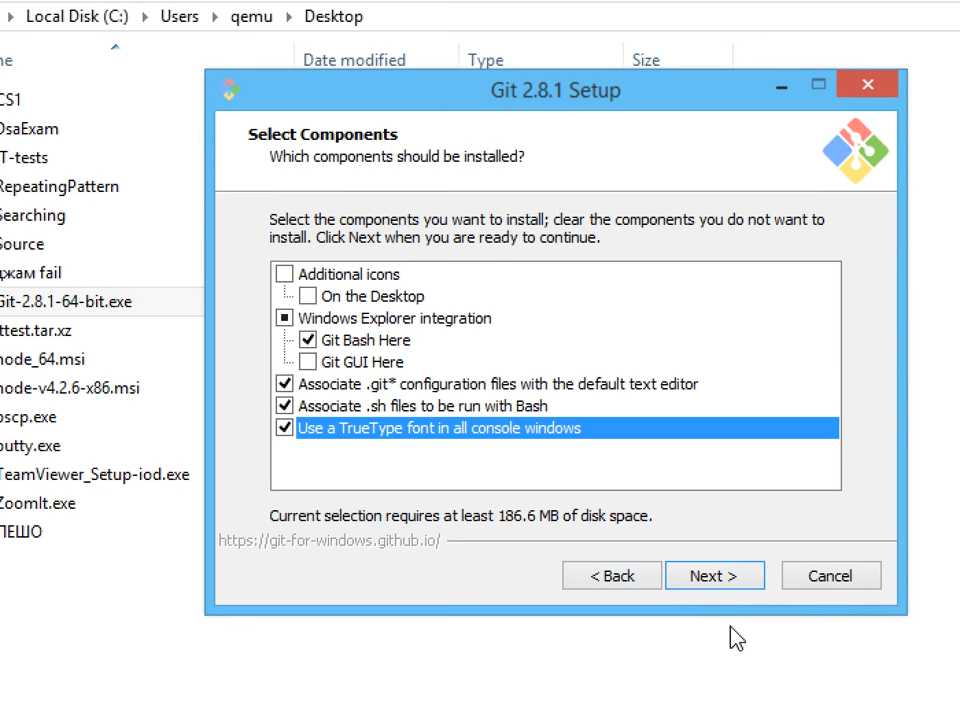 Local Disk (C:) Users qemu Desktop
ne Date modified Type Size
CS1
DsaExam
T-tests
RepeatingPattern
Searching
Source
джам fail
Git-2.8.1-64-bit.exe
ttest.tar.xz
node_64.msi
node-v4.2.6-x86.msi
pscp.exe
putty.exe
TeamViewer_Setup-iod.exe
ZoomIt.exe
ПЕШО
Git 2.8.1 Setup
Select Components
Which components should be installed?
Select the components you want to install; clear the components you do not want to
install. Click Next when you are ready to continue.
Additional icons
On the Desktop
Windows Explorer integration
Git Bash Here
Git GUI Here
Associate .git* configuration files with the default text editor
Associate .sh files to be run with Bash
Use a TrueType font in all console windows
Current selection requires at least 186.6 MB of disk space.
https://git-for-windows.github.io/
< Back Next > Cancel